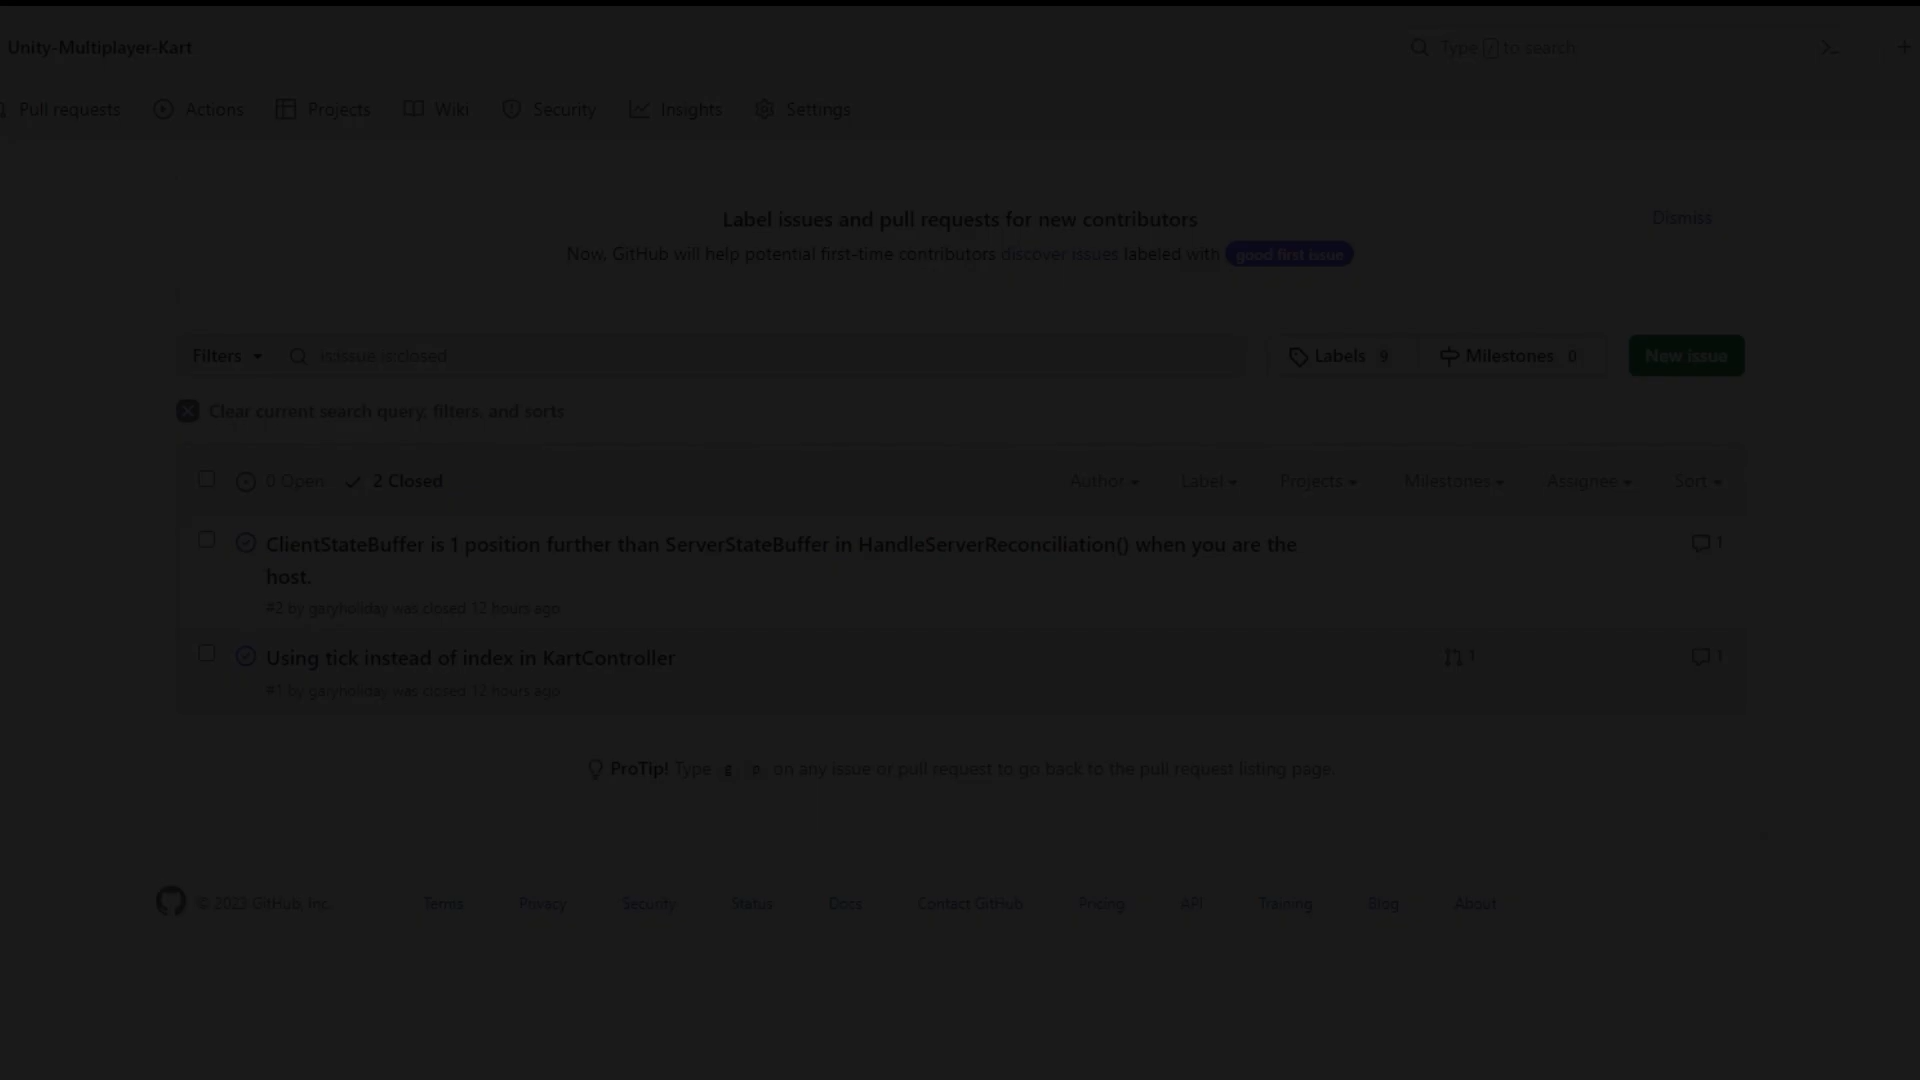 Unity-Multiplayer-Kart
Type / to search
Pull requests Actions Projects Wiki Security Insights Settings
Label issues and pull requests for new contributors
Dismiss
Now, GitHub will help potential first-time contributors discover issues labeled with good first issue
Filters is:issue is:closed Labels 9 Milestones 0 New issue
Clear current search query, filters, and sorts
0 Open 2 Closed Author Label Projects Milestones Assignee Sort
ClientStateBuffer is 1 position further than ServerStateBuffer in HandleServerReconciliation() when you are the
host.
1
#2 by garyholiday was closed 12 hours ago
Using tick instead of index in KartController
1 1
#1 by garyholiday was closed 12 hours ago
ProTip! Type g p on any issue or pull request to go back to the pull request listing page.
© 2023 GitHub, Inc. Terms Privacy Security Status Docs Contact GitHub Pricing API Training Blog About